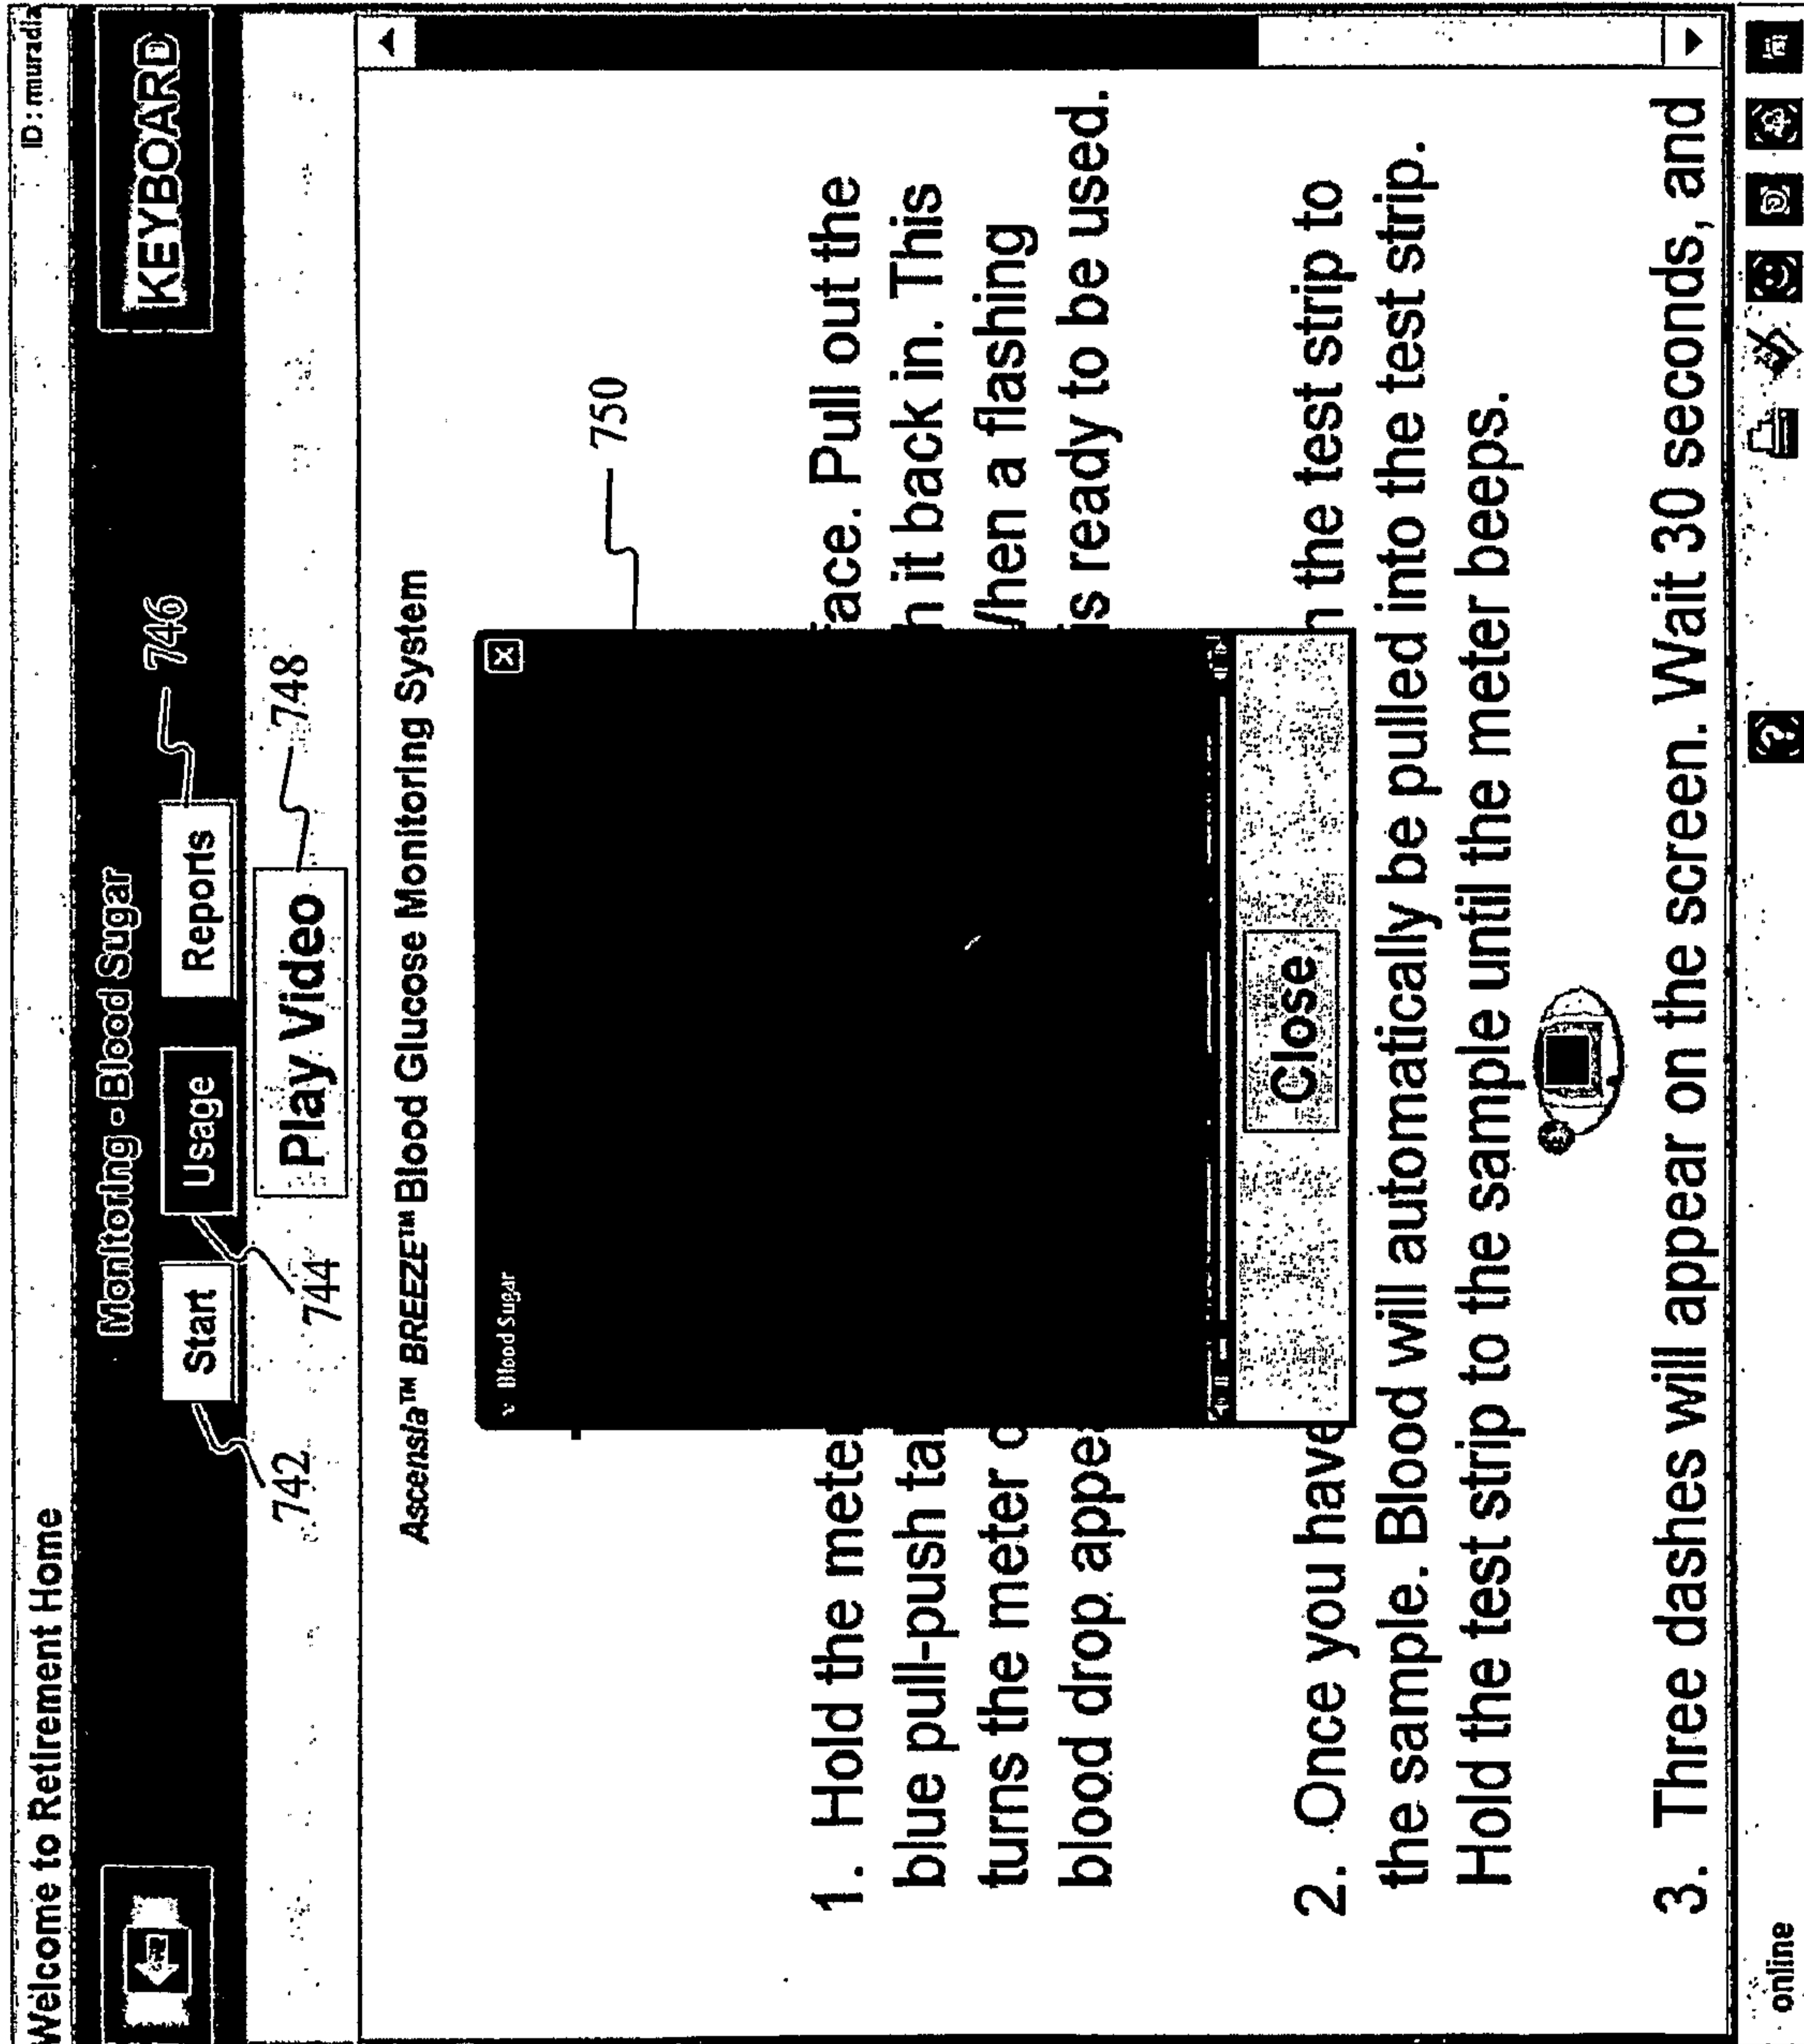 Welcome to Retirement Home
ID: muradia
Monitoring - Blood Sugar
KEYBOARD
Start
Usage
Reports
746
742
744
Play Video
748
Ascensia™ BREEZE™ Blood Glucose Monitoring System
Blood Sugar
X
750
1. Hold the mete ace. Pull out the
blue pull-push ta it back in. This
turns the meter hen a flashing
blood drop appe s ready to be used.
Close
2. Once you have the test strip to
the sample. Blood will automatically be pulled into the test strip.
Hold the test strip to the sample until the meter beeps.
3. Three dashes will appear on the screen. Wait 30 seconds, and
online
?